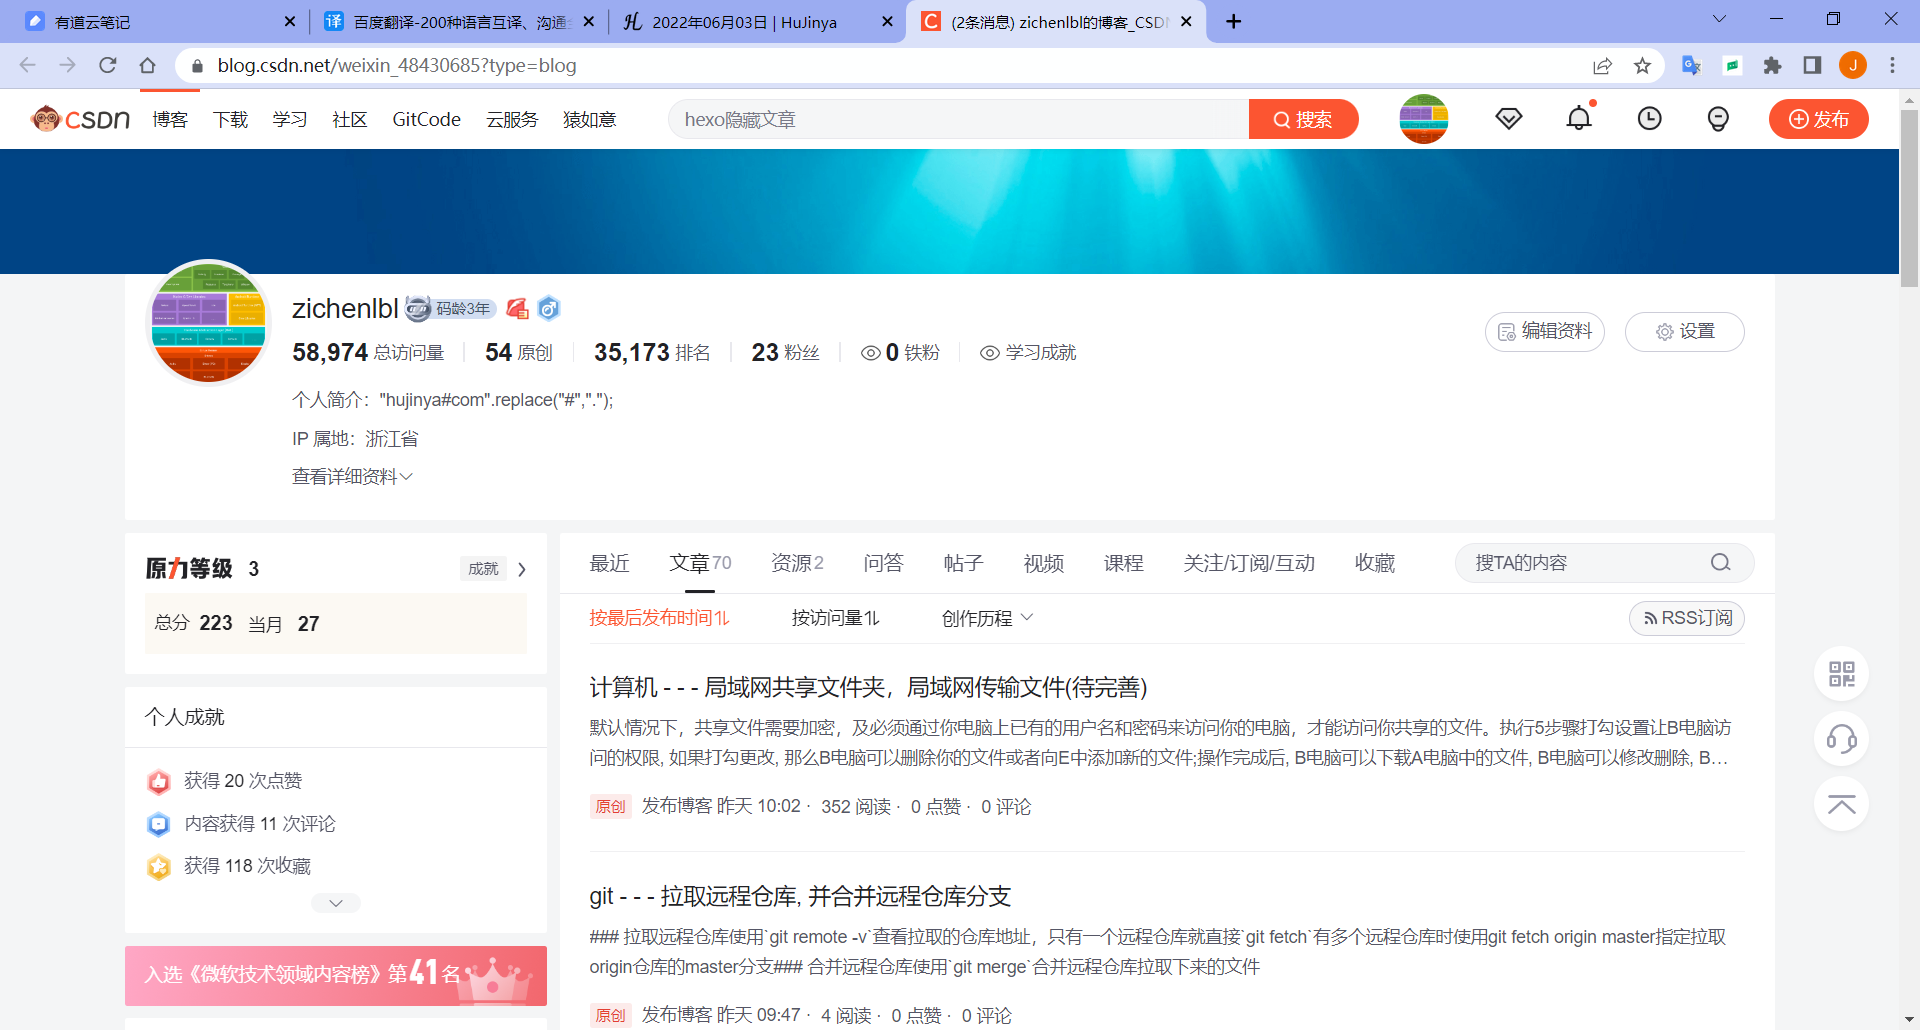 有道云笔记
百度翻译-200种语言互译、沟通
2022年06月03日 | HuJinya
(2条消息) zichenlbl的博客_CSDN
blog.csdn.net/weixin_48430685?type=blog
J
CSDN 博客 下载 学习 社区 GitCode 云服务 猿如意 hexo隐藏文章 搜索 发布
zichenlbl 码龄3年
58,974 总访问量 54 原创 35,173 排名 23 粉丝 0 铁粉 学习成就
编辑资料 设置
个人简介："hujinya#com".replace("#",".");
IP 属地：浙江省
查看详细资料
原力等级 3 成就
总分 223 当月 27
个人成就
获得 20 次点赞
内容获得 11 次评论
获得 118 次收藏
入选《微软技术领域内容榜》第41名
最近 文章70 资源2 问答 帖子 视频 课程 关注/订阅/互动 收藏 搜TA的内容
按最后发布时间 按访问量 创作历程 RSS订阅
计算机 - - - 局域网共享文件夹，局域网传输文件(待完善)
默认情况下，共享文件需要加密，及必须通过你电脑上已有的用户名和密码来访问你的电脑，才能访问你共享的文件。执行5步骤打勾设置让B电脑访
问的权限, 如果打勾更改, 那么B电脑可以删除你的文件或者向E中添加新的文件;操作完成后, B电脑可以下载A电脑中的文件, B电脑可以修改删除, B…
原创 发布博客 昨天 10:02 · 352 阅读 · 0 点赞 · 0 评论
git - - - 拉取远程仓库, 并合并远程仓库分支
### 拉取远程仓库使用`git remote -v`查看拉取的仓库地址，只有一个远程仓库就直接`git fetch`有多个远程仓库时使用git fetch origin master指定拉取
origin仓库的master分支### 合并远程仓库使用`git merge`合并远程仓库拉取下来的文件
原创 发布博客 昨天 09:47 · 4 阅读 · 0 点赞 · 0 评论